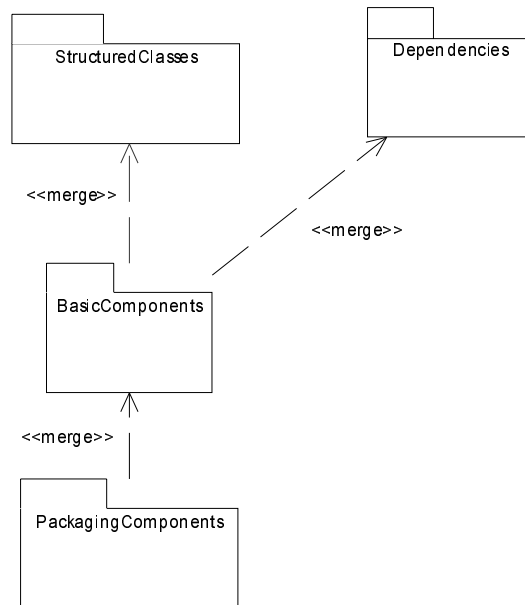 StructuredClasses
Dependencies
<<merge>>
<<merge>>
BasicComponents
<<merge>>
PackagingComponents